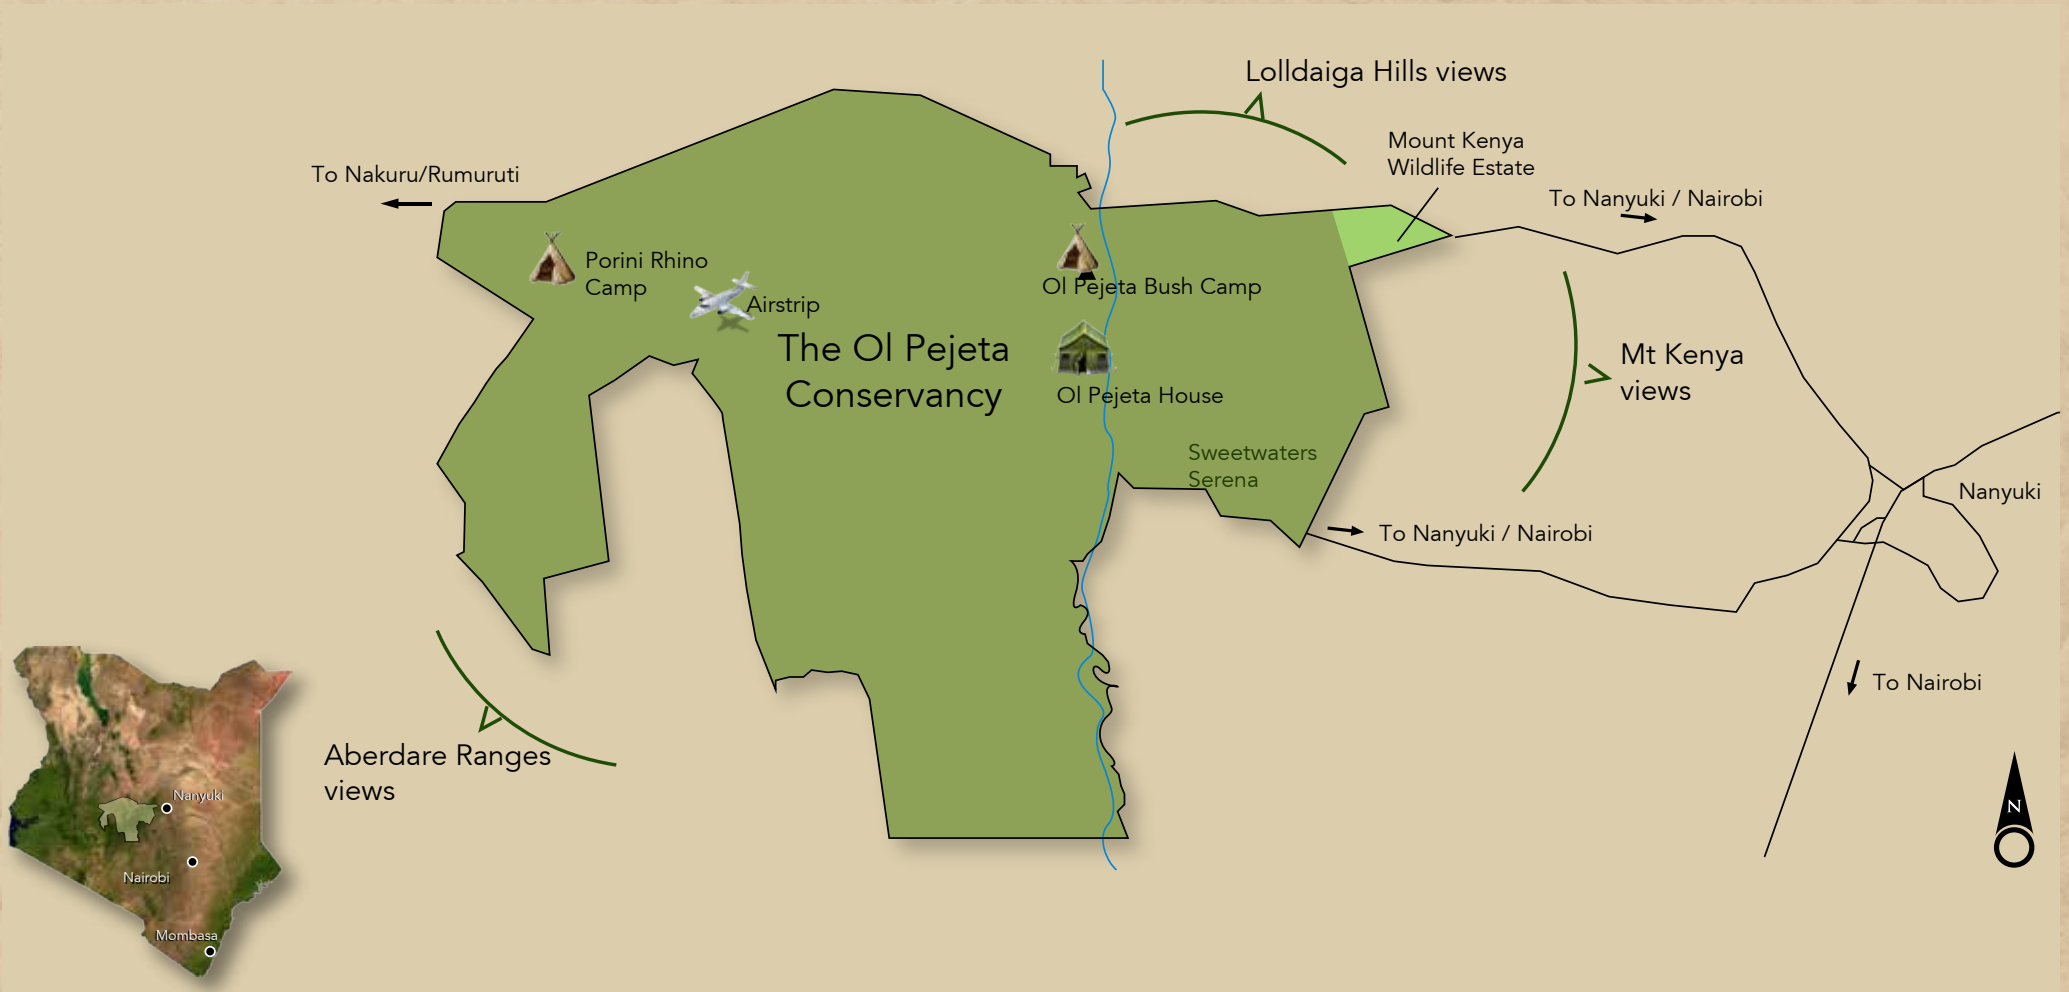 Lolldaiga Hills views
Mount Kenya
Wildlife Estate
To Nakuru/Rumuruti
To Nanyuki / Nairobi
Porini Rhino
Camp
Airstrip
Ol Pejeta Bush Camp
The Ol Pejeta
Conservancy
Mt Kenya
views
Ol Pejeta House
Sweetwaters
Serena
Nanyuki
To Nanyuki / Nairobi
To Nairobi
Aberdare Ranges
views
Nanyuki
N
Nairobi
Mombasa